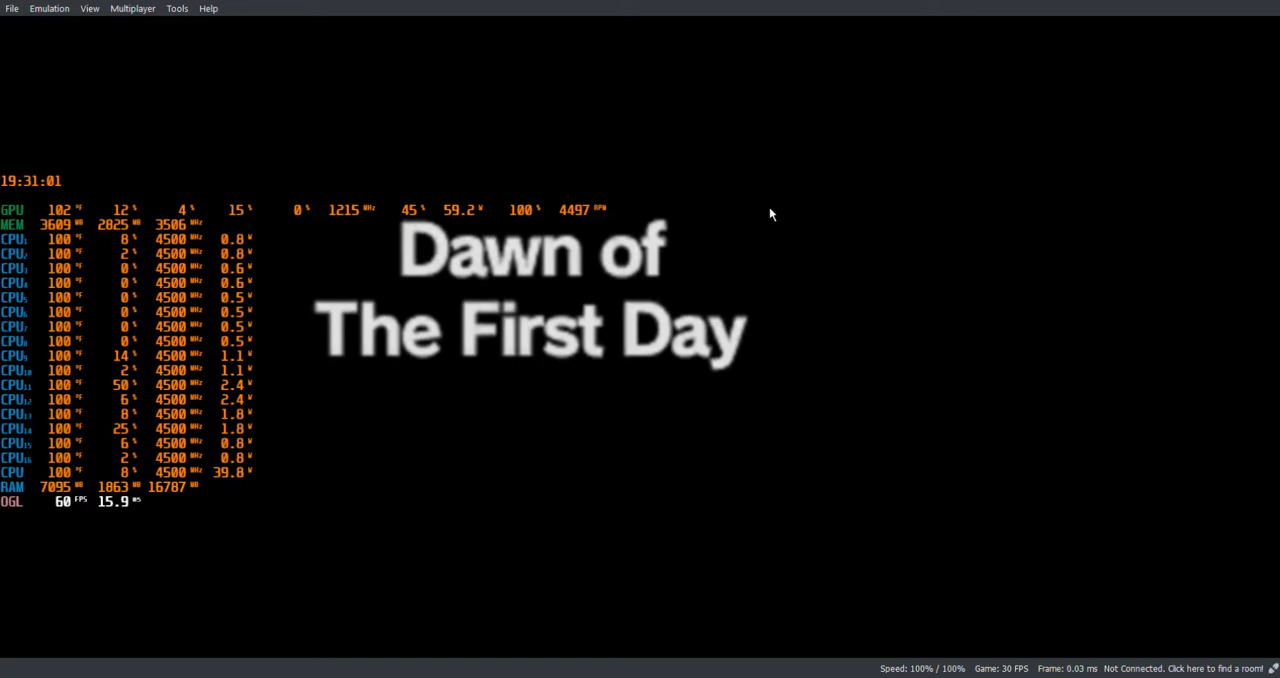 File Emulation View Multiplayer Tools Help
19:31:01
GPU 102 °F 12 % 4 % 15 % 0 % 1215 MHz 45 % 59.2 W 100 % 4497 RPM
MEM 3609 MB 2825 MB 3506 MHz
Dawn of
The First Day
CPU1 100 °F 8 % 4500 MHz 0.8 W
CPU2 100 °F 2 % 4500 MHz 0.8 W
CPU3 100 °F 0 % 4500 MHz 0.6 W
CPU4 100 °F 0 % 4500 MHz 0.6 W
CPU5 100 °F 0 % 4500 MHz 0.5 W
CPU6 100 °F 0 % 4500 MHz 0.5 W
CPU7 100 °F 0 % 4500 MHz 0.5 W
CPU8 100 °F 0 % 4500 MHz 0.5 W
CPU9 100 °F 14 % 4500 MHz 1.1 W
CPU10 100 °F 2 % 4500 MHz 1.1 W
CPU11 100 °F 50 % 4500 MHz 2.4 W
CPU12 100 °F 6 % 4500 MHz 2.4 W
CPU13 100 °F 8 % 4500 MHz 1.8 W
CPU14 100 °F 25 % 4500 MHz 1.8 W
CPU15 100 °F 6 % 4500 MHz 0.8 W
CPU16 100 °F 2 % 4500 MHz 0.8 W
CPU 100 °F 8 % 4500 MHz 39.8 W
RAM 7095 MB 1863 MB 16787 MB
OGL 60 FPS 15.9 ms
Speed: 100% / 100% Game: 30 FPS Frame: 0.03 ms Not Connected. Click here to find a room!